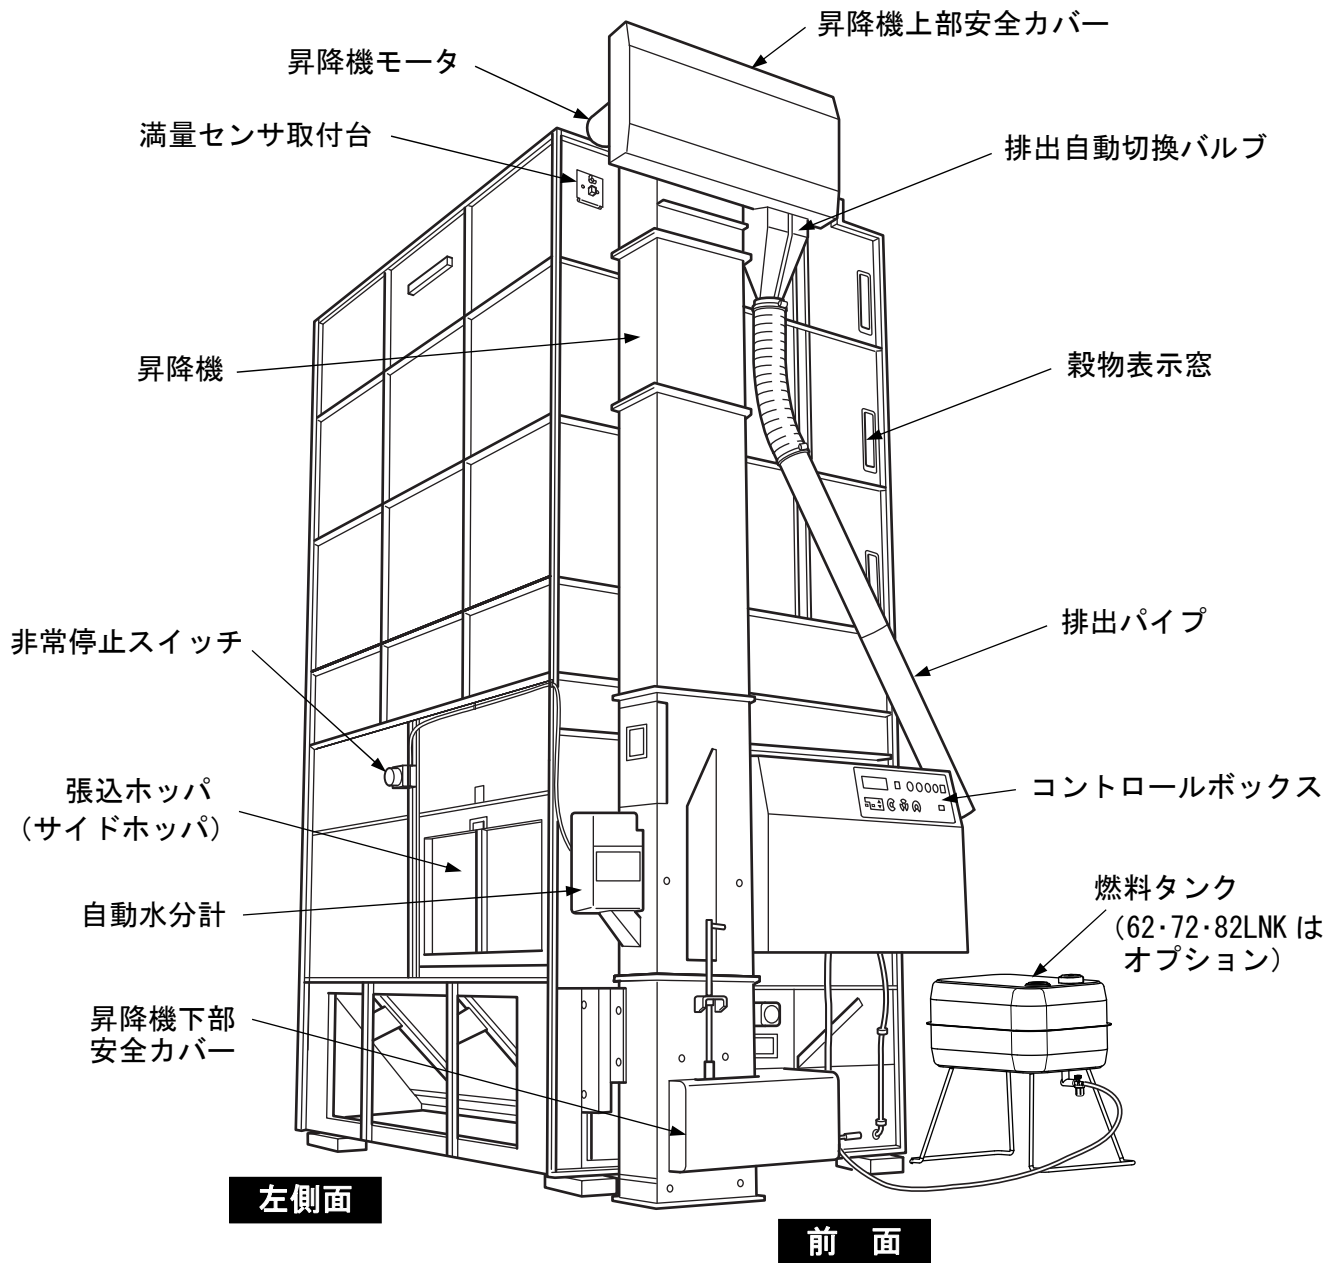 昇降機上部安全カバー
昇降機モータ
満量センサ取付台
排出自動切換バルブ
昇降機
穀物表示窓
非常停止スイッチ
排出パイプ
張込ホッパ
（サイドホッパ）
コントロールボックス
自動水分計
燃料タンク
（62･72･82LNK は
オプション）
昇降機下部
安全カバー
左側面
前　面